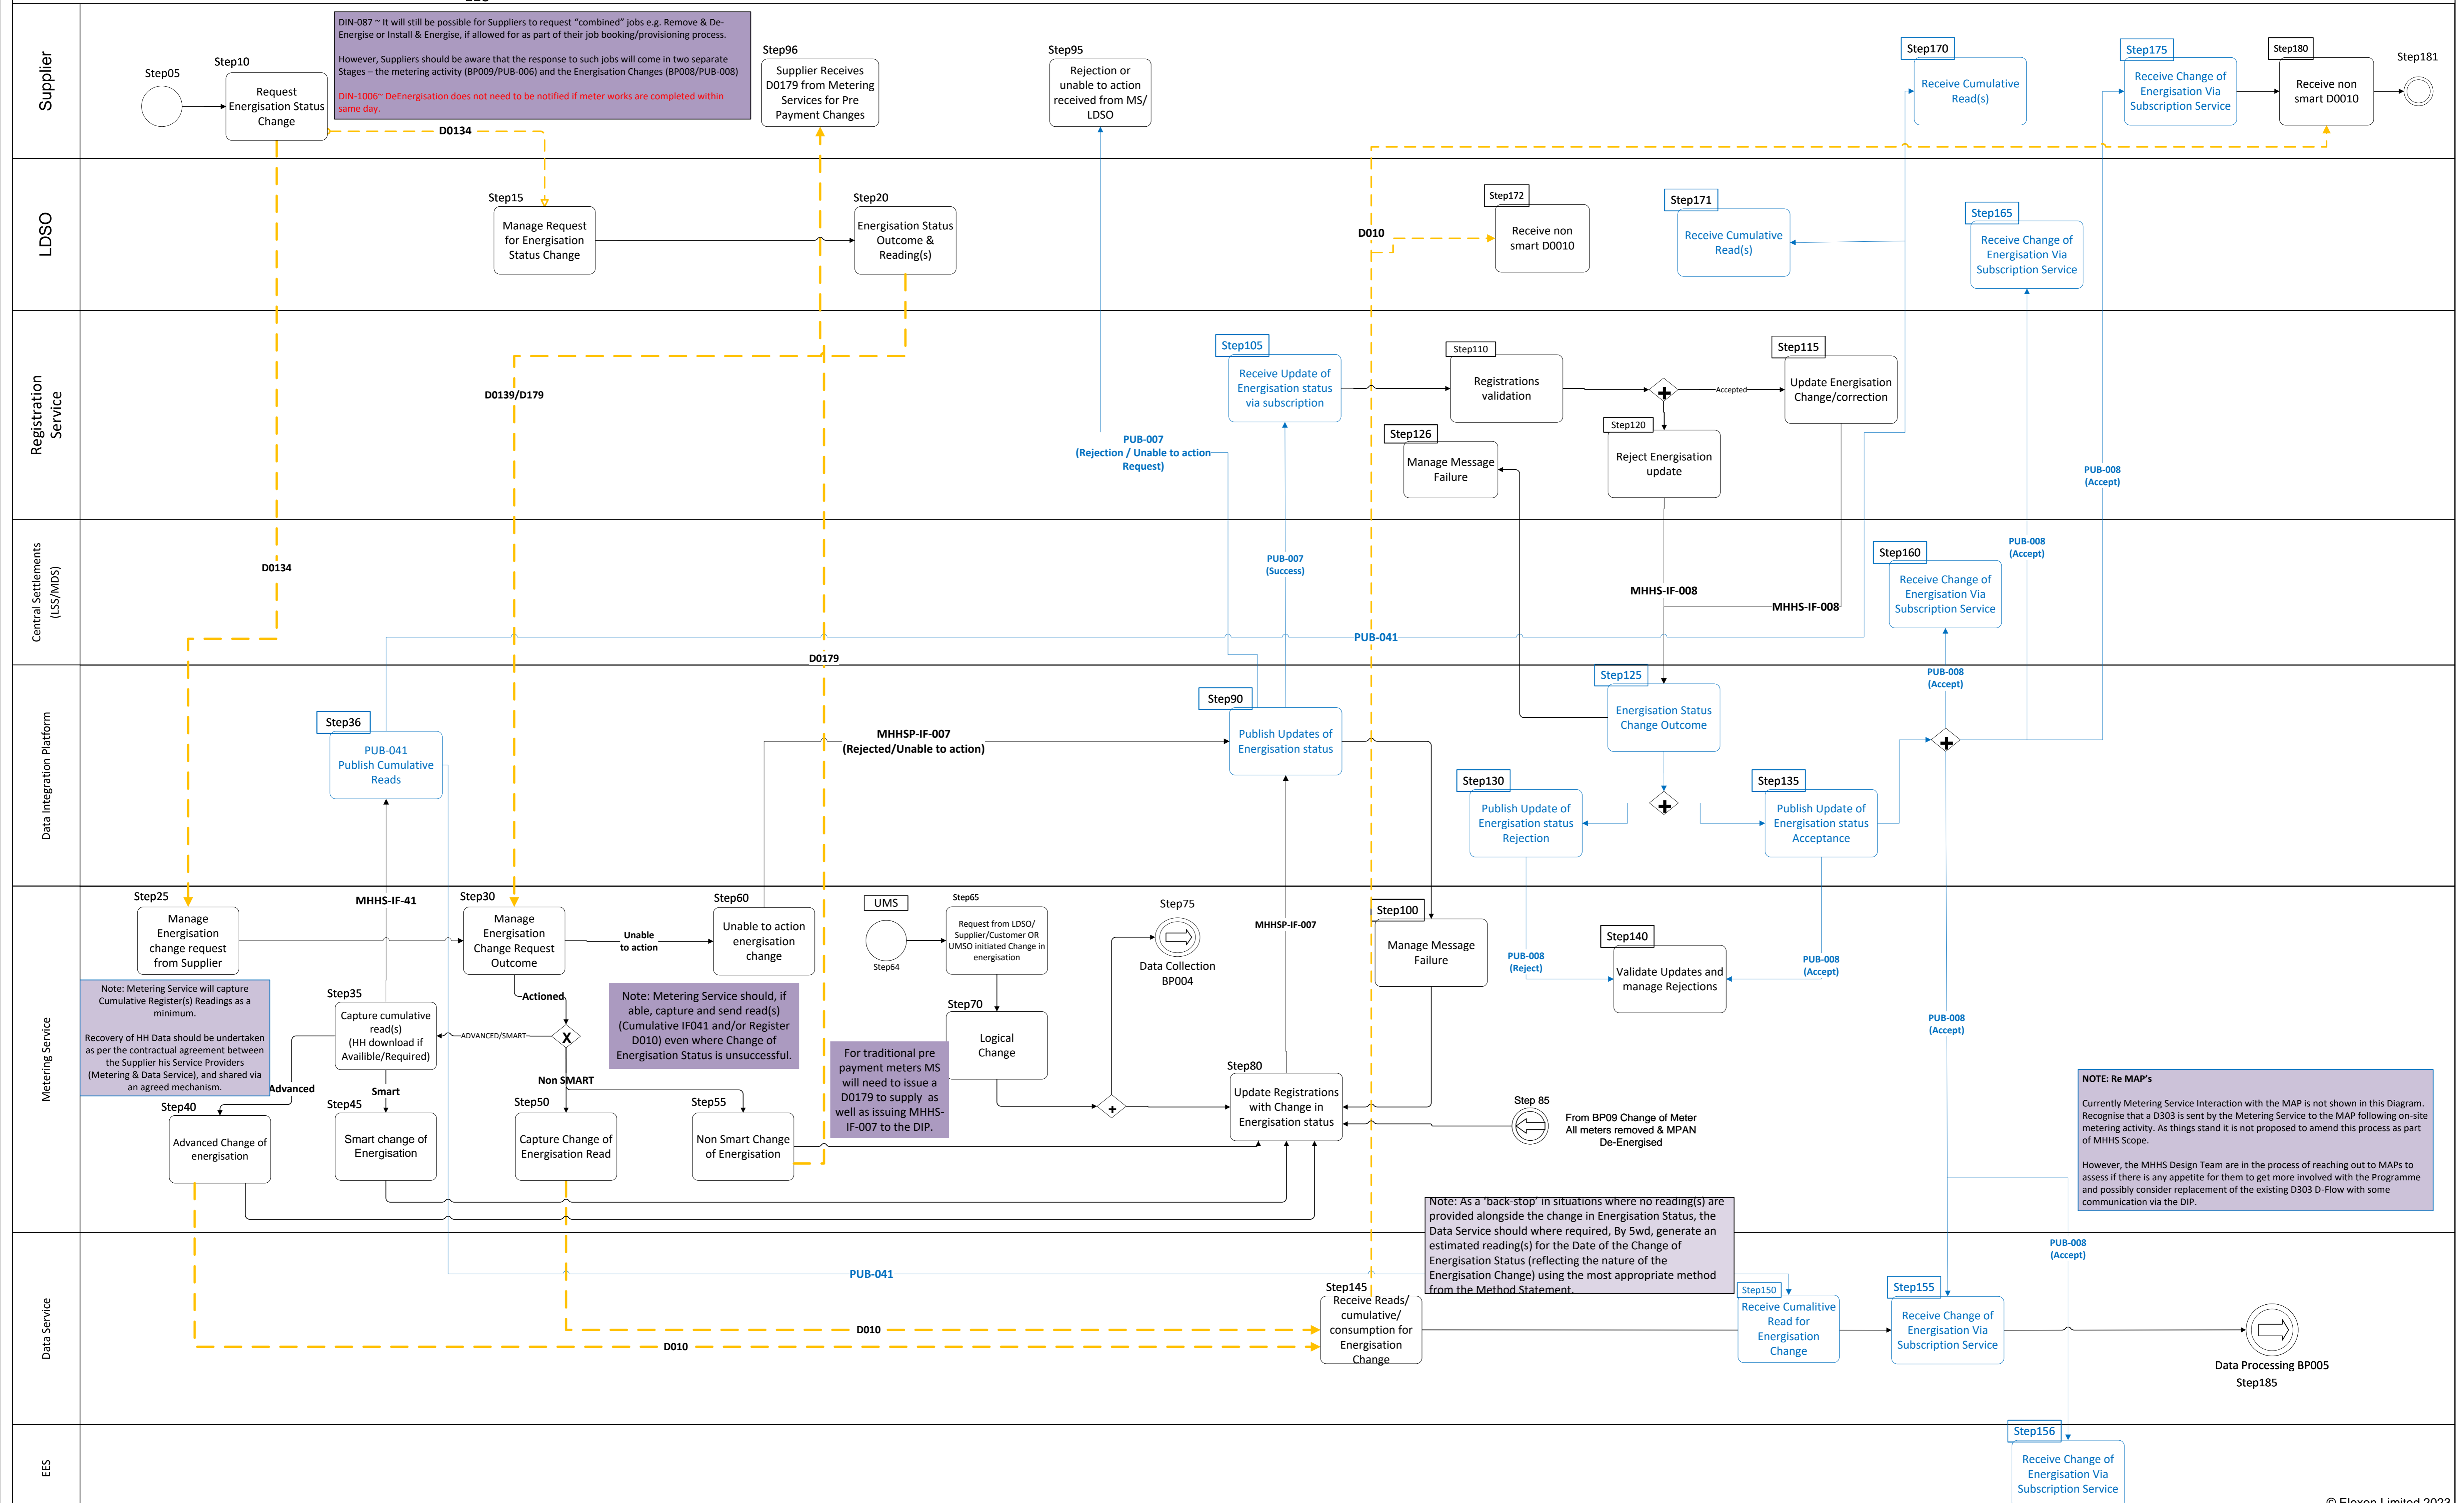 Supplier
Step05
Step10
Request
Energisation Status
Change
DIN-087 ~ It will still be possible for Suppliers to request "combined" jobs e.g. Remove & De-
Energise or Install & Energise, if allowed for as part of their job booking/provisioning process.
However, Suppliers should be aware that the response to such jobs will come in two separate
Stages – the metering activity (BP009/PUB-006) and the Energisation Changes (BP008/PUB-008)
DIN-1006~ DeEnergisation does not need to be notified if meter works are completed within
same day.
D0134
Step96
Supplier Receives
D0179 from Metering
Services for Pre
Payment Changes
Step95
Rejection or
unable to action
received from MS/
LDSO
Step170
Receive Cumulative
Read(s)
Step175
Receive Change of
Energisation Via
Subscription Service
Step180
Receive non
smart D0010
Step181
LDSO
Step15
Manage Request
for Energisation
Status Change
Step20
Energisation Status
Outcome &
Reading(s)
D010
Step172
Receive non
smart D0010
Step171
Receive Cumulative
Read(s)
Step165
Receive Change of
Energisation Via
Subscription Service
Registration
Service
D0139/D179
PUB-007
(Rejection / Unable to action
Request)
Step105
Receive Update of
Energisation status
via subscription
Step110
Registrations
validation
Accepted
Step115
Update Energisation
Change/correction
Step120
Reject Energisation
update
Step126
Manage Message
Failure
PUB-008
(Accept)
Central Settlements
(LSS/MDS)
D0134
PUB-007
(Success)
MHHS-IF-008
MHHS-IF-008
PUB-041
D0179
Step160
Receive Change of
Energisation Via
Subscription Service
PUB-008
(Accept)
Data Integration Platform
Step36
PUB-041
Publish Cumulative
Reads
MHHSP-IF-007
(Rejected/Unable to action)
Step90
Publish Updates of
Energisation status
Step125
Energisation Status
Change Outcome
Step130
Publish Update of
Energisation status
Rejection
Step135
Publish Update of
Energisation status
Acceptance
PUB-008
(Accept)
Metering Service
Step25
Manage
Energisation
change request
from Supplier
MHHS-IF-41
Step30
Manage
Energisation
Change Request
Outcome
Unable
to action
Step60
Unable to action
energisation
change
UMS
Step64
Step65
Request from LDSO/
Supplier/Customer OR
UMSO initiated Change in
energisation
Step75
Data Collection
BP004
MHHSP-IF-007
Step100
Manage Message
Failure
PUB-008
(Reject)
Step140
Validate Updates and
manage Rejections
PUB-008
(Accept)
PUB-008
(Accept)
Note: Metering Service will capture
Cumulative Register(s) Readings as a
minimum.
Recovery of HH Data should be undertaken
as per the contractual agreement between
the Supplier his Service Providers
(Metering & Data Service), and shared via
an agreed mechanism.
Step35
Capture cumulative
read(s)
(HH download if
Availible/Required)
ADVANCED/SMART
Actioned
X
Note: Metering Service should, if
able, capture and send read(s)
(Cumulative IF041 and/or Register
D010) even where Change of
Energisation Status is unsuccessful.
For traditional pre
payment meters MS
will need to issue a
D0179 to supply as
well as issuing MHHS-
IF-007 to the DIP.
Step70
Logical
Change
Step80
Update Registrations
with Change in
Energisation status
Step 85
From BP09 Change of Meter
All meters removed & MPAN
De-Energised
Advanced
Smart
Non SMART
Step40
Advanced Change of
energisation
Step45
Smart change of
Energisation
Step50
Capture Change of
Energisation Read
Step55
Non Smart Change
of Energisation
NOTE: Re MAP's
Currently Metering Service Interaction with the MAP is not shown in this Diagram.
Recognise that a D303 is sent by the Metering Service to the MAP following on-site
metering activity. As things stand it is not proposed to amend this process as part
of MHHS Scope.
However, the MHHS Design Team are in the process of reaching out to MAPs to
assess if there is any appetite for them to get more involved with the Programme
and possibly consider replacement of the existing D303 D-Flow with some
communication via the DIP.
Note: As a 'back-stop' in situations where no reading(s) are
provided alongside the change in Energisation Status, the
Data Service should where required, By 5wd, generate an
estimated reading(s) for the Date of the Change of
Energisation Status (reflecting the nature of the
Energisation Change) using the most appropriate method
from the Method Statement.
Data Service
PUB-041
D010
D010
Step145
Receive Reads/
cumulative/
consumption for
Energisation
Change
Step150
Receive Cumalitive
Read for
Energisation
Change
Step155
Receive Change of
Energisation Via
Subscription Service
PUB-008
(Accept)
Data Processing BP005
Step185
EES
Step156
Receive Change of
Energisation Via
Subscription Service